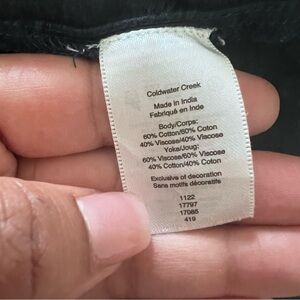 Coldwater Creek
Made in India
Fabriqué en Inde
Body/Corps:
60% Cotton/60% Coton
40% Viscose/40% Viscose
Yoke/Joug:
60% Viscose/60% Viscose
40% Cotton/40% Coton
Exclusive of decoration
Sans motifs décoratifs
1122
17797
17085
419